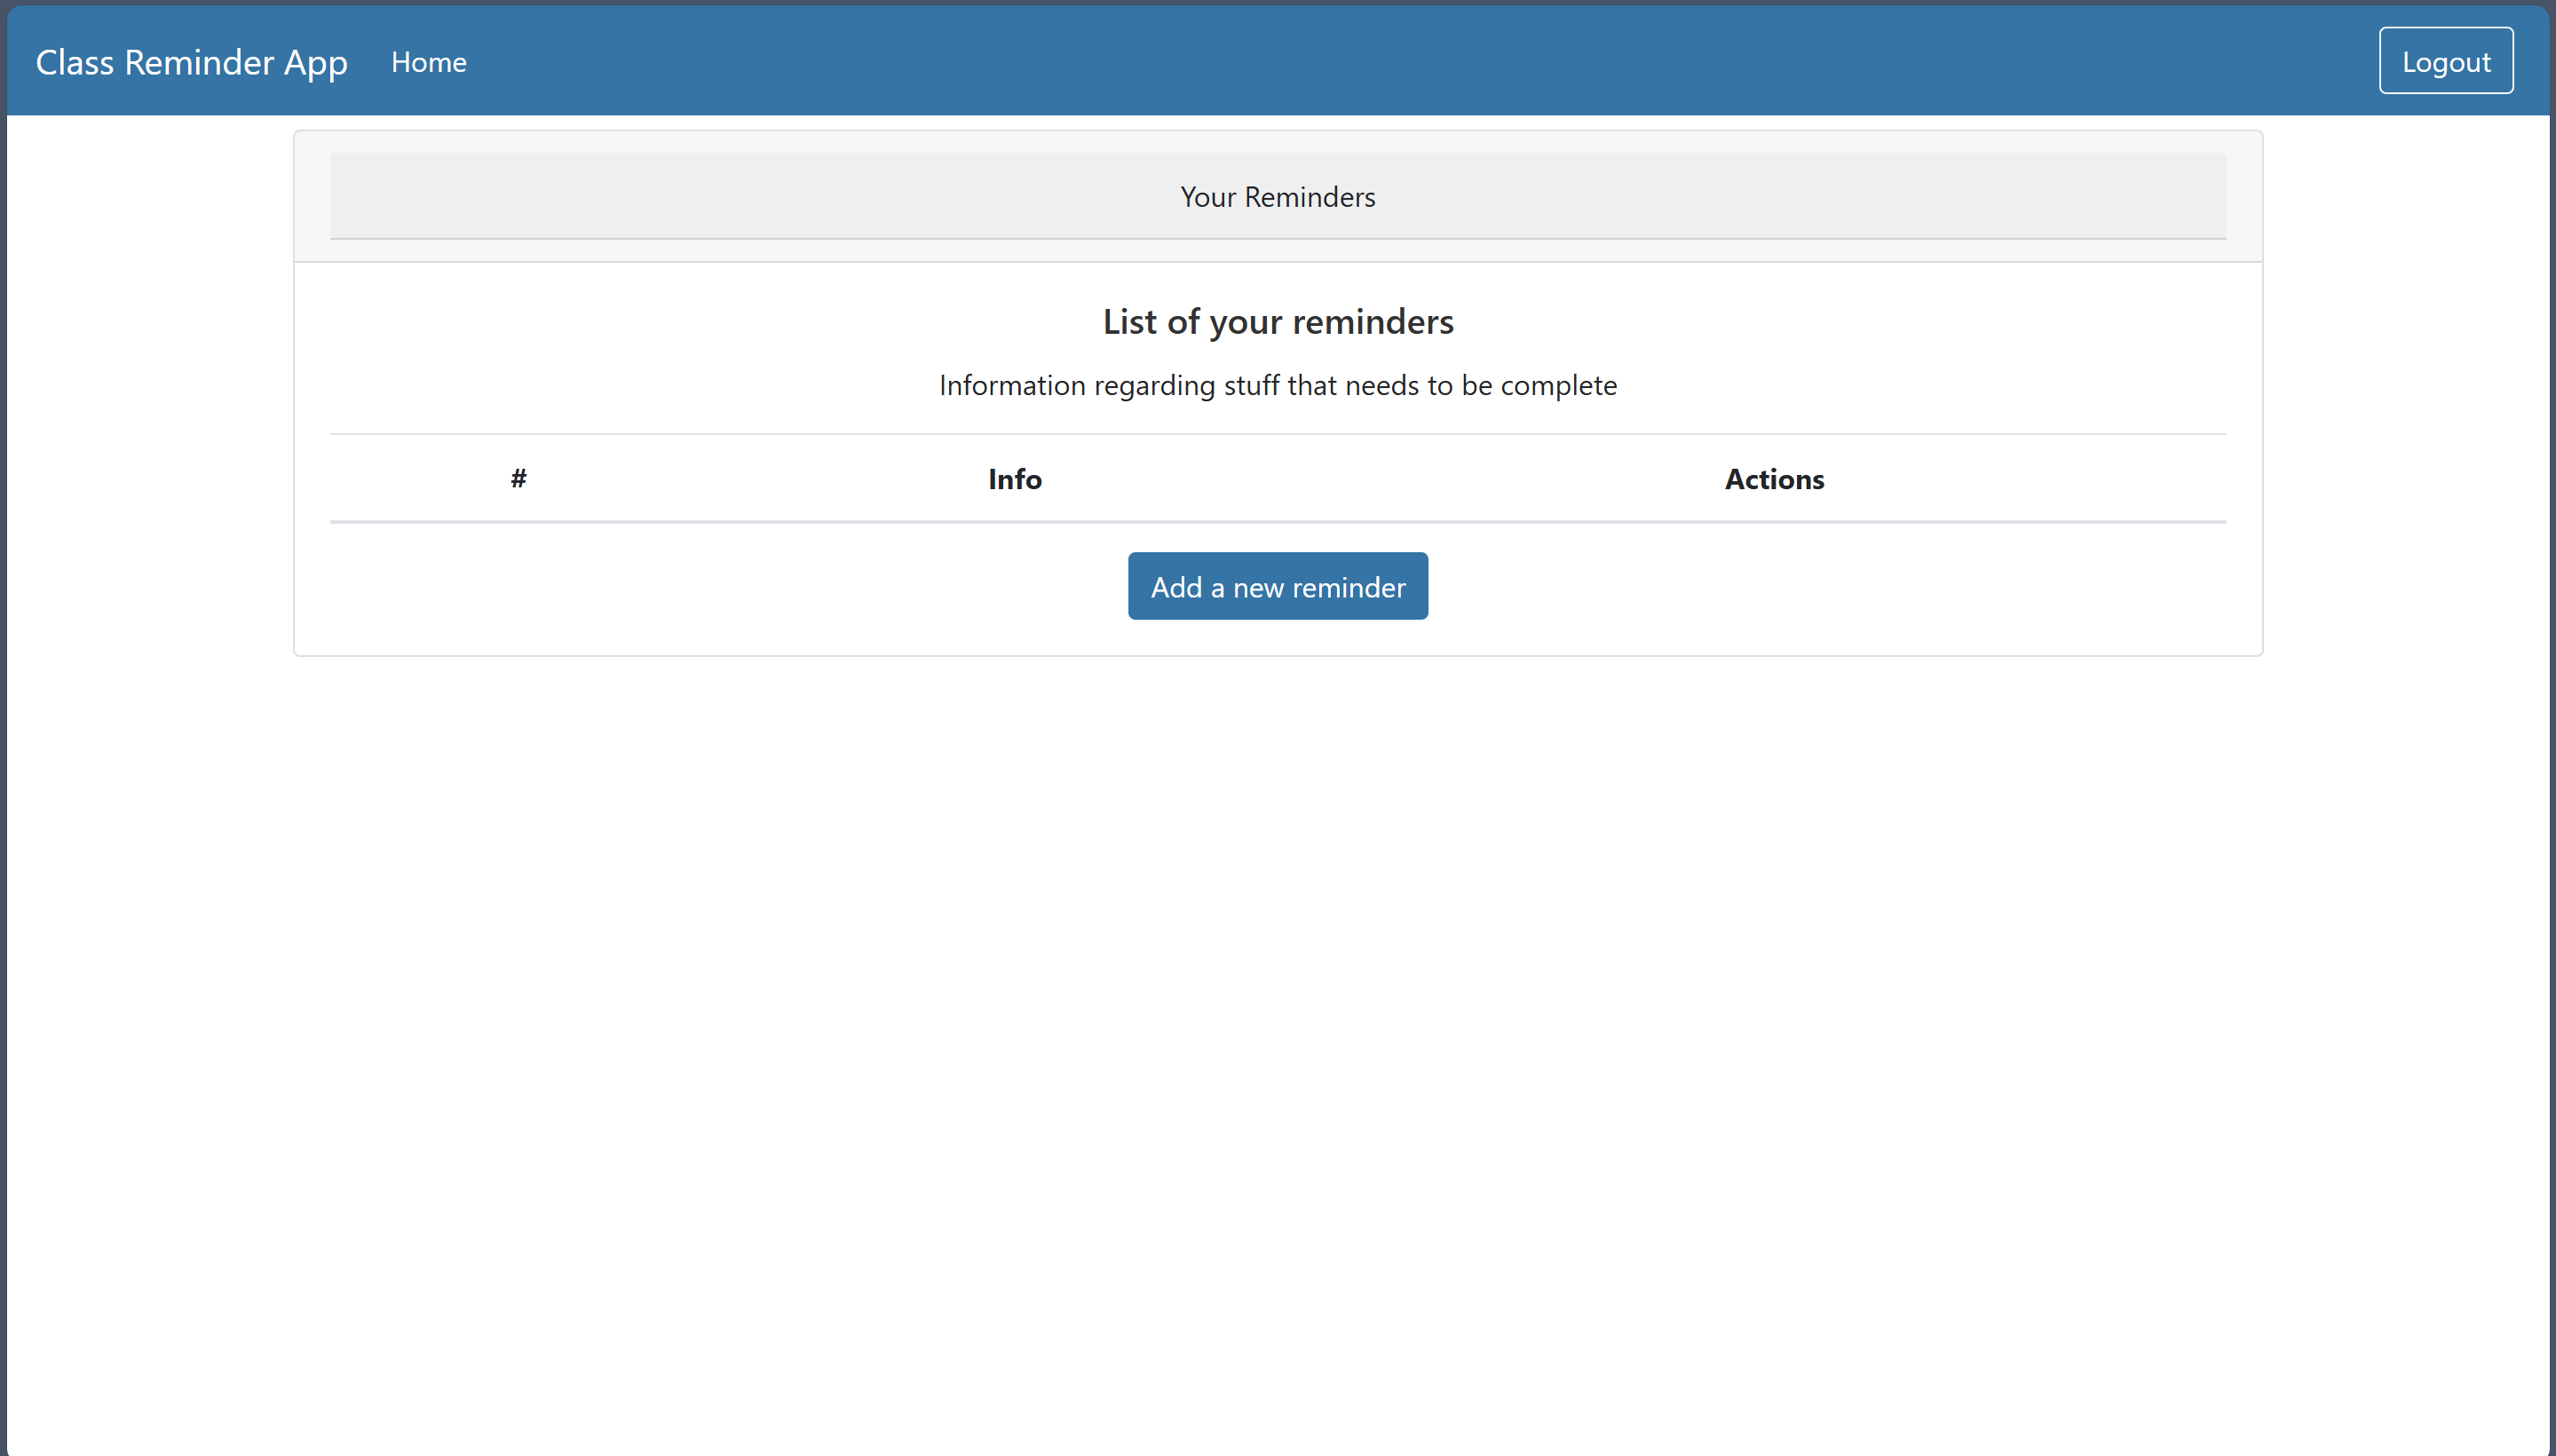 Class Reminder App Home Logout
Your Reminders
List of your reminders
Information regarding stuff that needs to be complete
# Info Actions
Add a new reminder